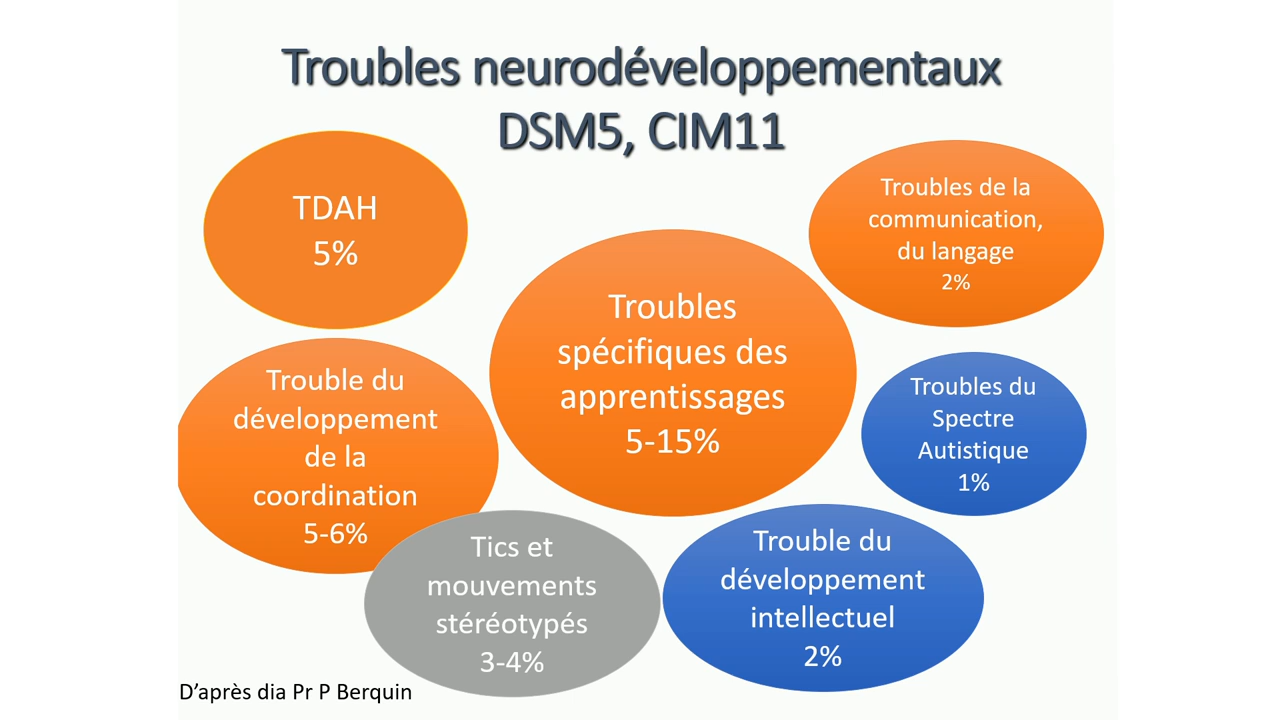 Troubles neurodéveloppementaux
DSM5, CIM11
TDAH
5%
Troubles de la
communication,
du langage
2%
Troubles
spécifiques des
apprentissages
5-15%
Trouble du
développement
de la
coordination
5-6%
Troubles du
Spectre
Autistique
1%
Tics et
mouvements
stéréotypés
3-4%
Trouble du
développement
intellectuel
2%
D’après dia Pr P Berquin